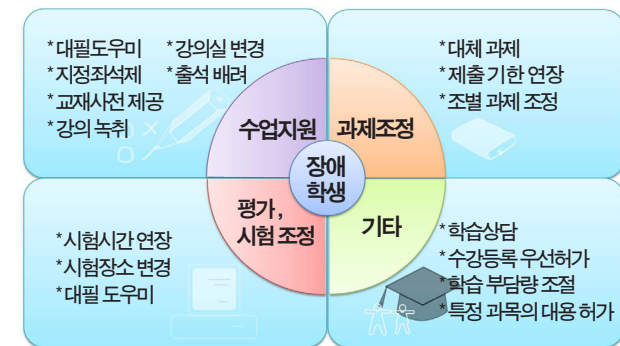 *대필도우미 *강의실 변경
*지정좌석제 *출석 배려
*교재사전 제공
*강의 녹취
수업지원
*대체 과제
*제출 기한 연장
*조별 과제 조정
과제조정
장애
학생
평가,
시험 조정
*시험시간 연장
*시험장소 변경
*대필 도우미
기타
*학습상담
*수강등록 우선허가
*학습 부담량 조절
*특정 과목의 대용 허가